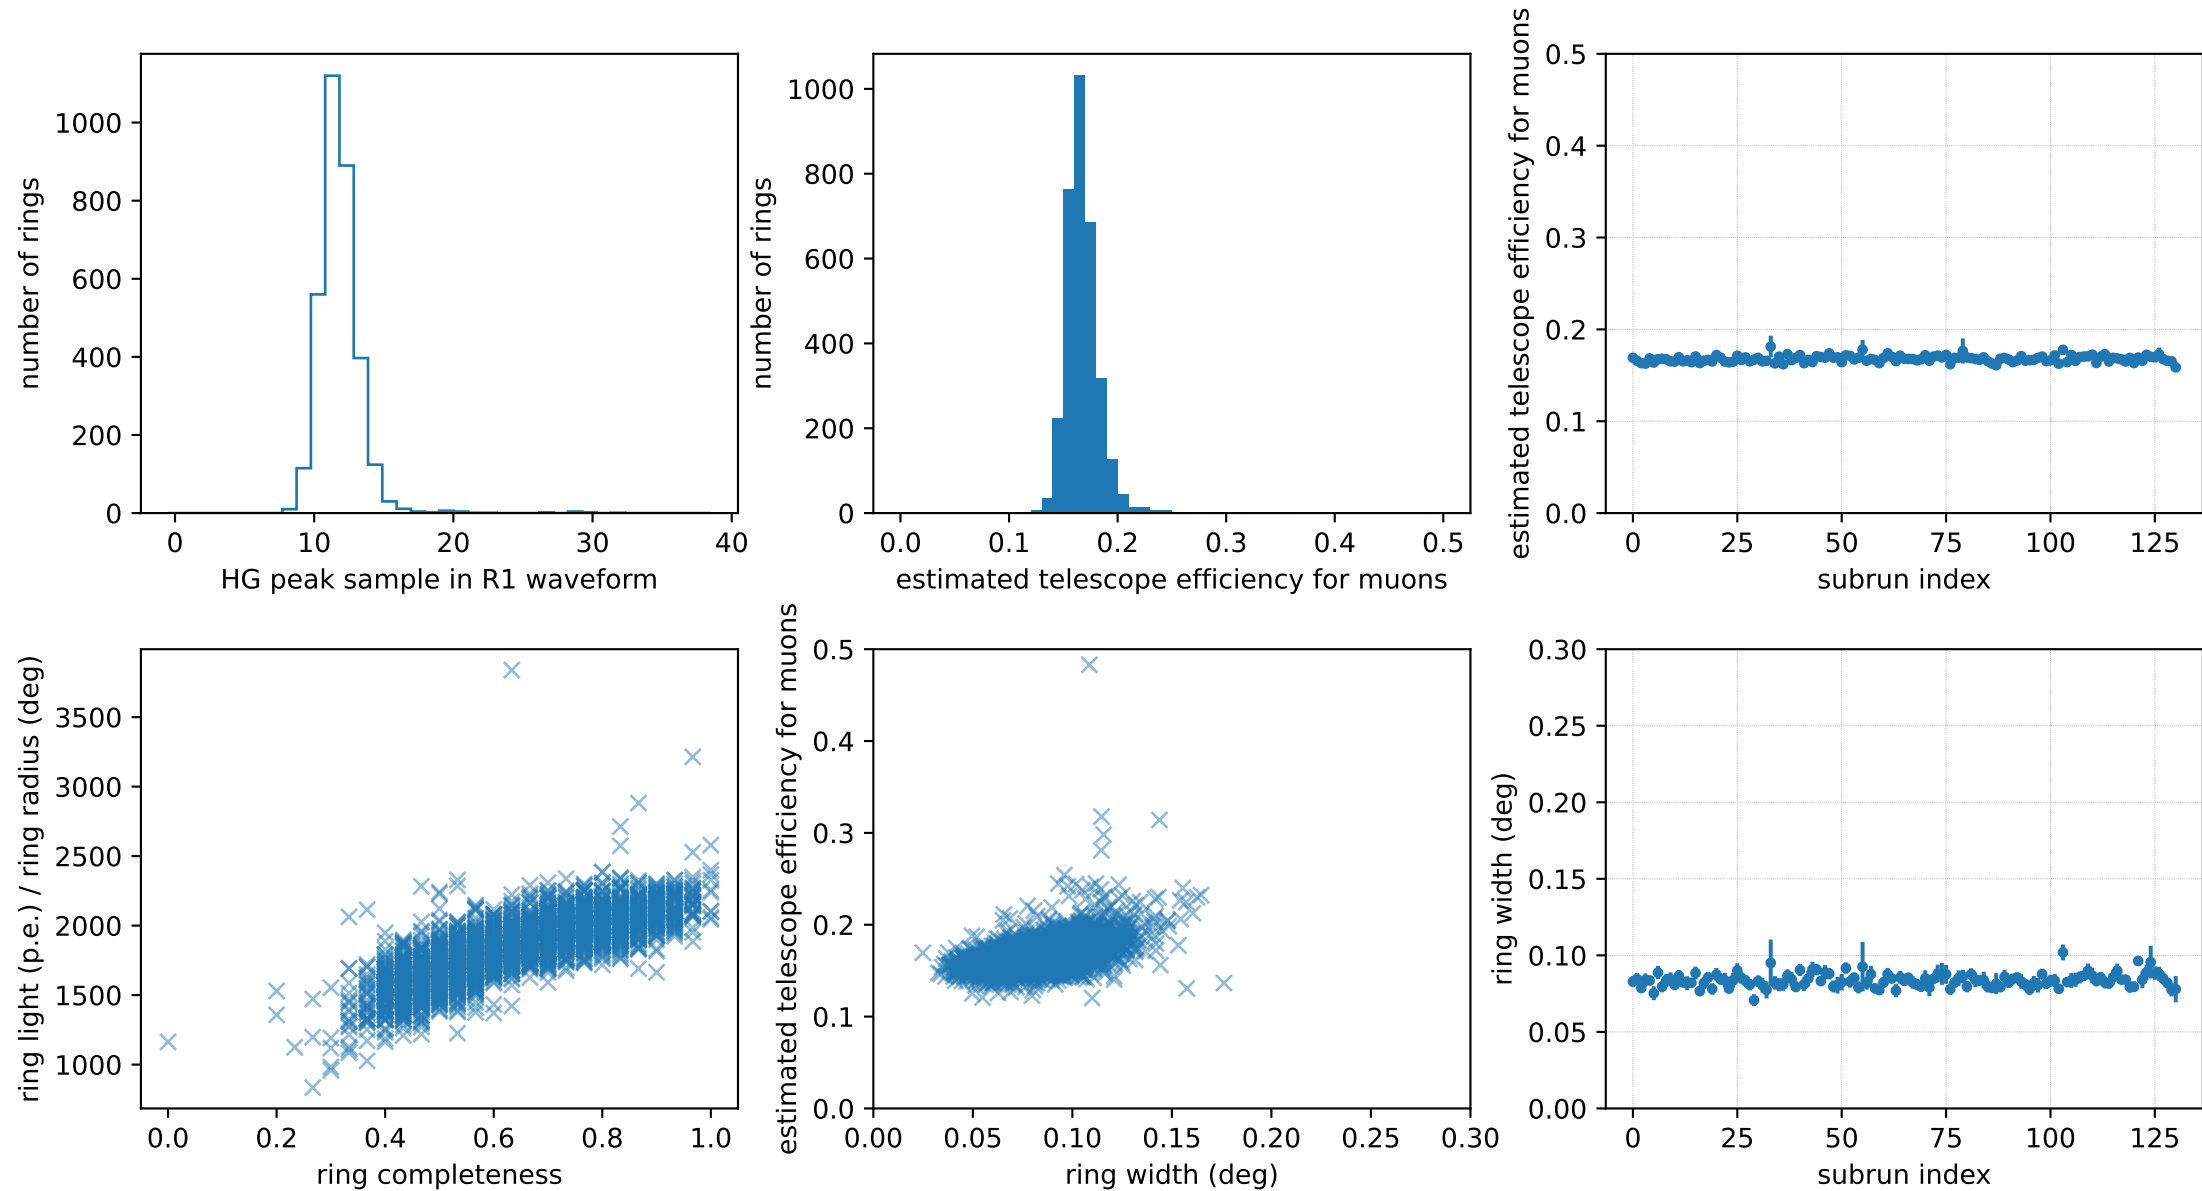 number of rings
1000
800
600
400
200
0
0 10 20 30 40
HG peak sample in R1 waveform
number of rings
1000
800
600
400
200
0
0.0 0.1 0.2 0.3 0.4 0.5
estimated telescope efficiency for muons
estimated telescope efficiency for muons
0.5
0.4
0.3
0.2
0.1
0.0
0 25 50 75 100 125
subrun index
ring light (p.e.) / ring radius (deg)
3500
3000
2500
2000
1500
1000
0.0 0.2 0.4 0.6 0.8 1.0
ring completeness
estimated telescope efficiency for muons
0.5
0.4
0.3
0.2
0.1
0.0
0.00 0.05 0.10 0.15 0.20 0.25 0.30
ring width (deg)
ring width (deg)
0.30
0.25
0.20
0.15
0.10
0.05
0.00
0 25 50 75 100 125
subrun index